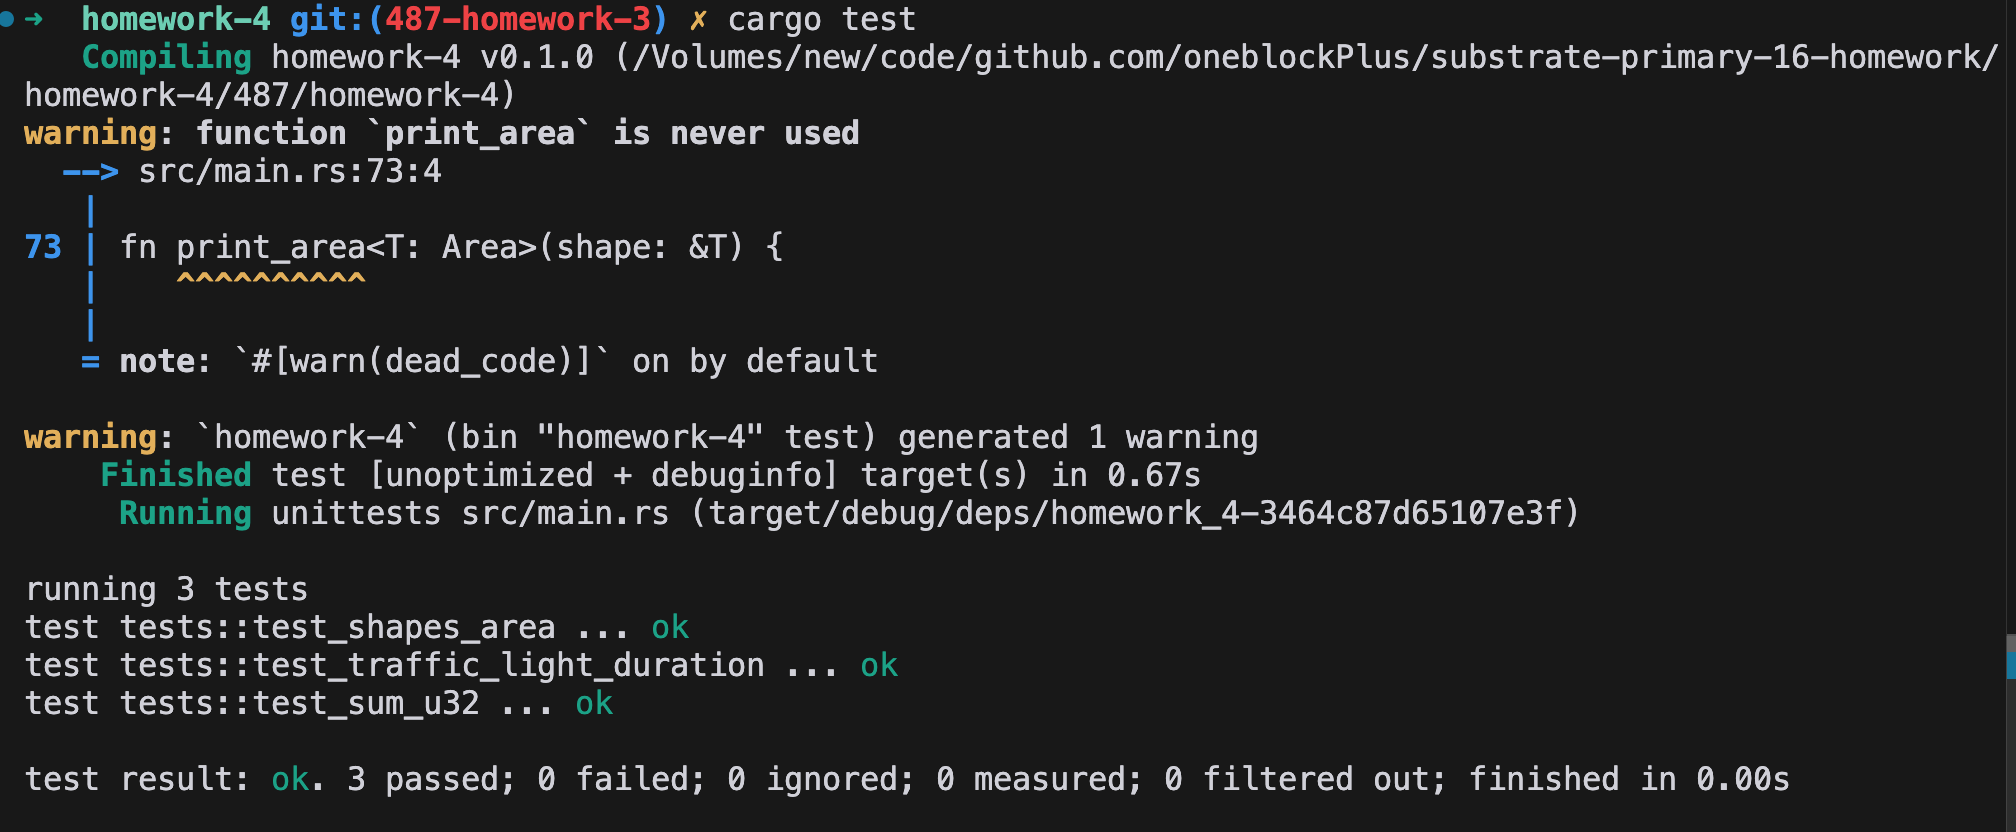 ➜  homework-4 git:(487-homework-3) ✗ cargo test
   Compiling homework-4 v0.1.0 (/Volumes/new/code/github.com/oneblockPlus/substrate-primary-16-homework/
homework-4/487/homework-4)
warning: function `print_area` is never used
  --> src/main.rs:73:4
   |
73 | fn print_area<T: Area>(shape: &T) {
   |    ^^^^^^^^^^
   |
   = note: `#[warn(dead_code)]` on by default

warning: `homework-4` (bin "homework-4" test) generated 1 warning
    Finished test [unoptimized + debuginfo] target(s) in 0.67s
     Running unittests src/main.rs (target/debug/deps/homework_4-3464c87d65107e3f)

running 3 tests
test tests::test_shapes_area ... ok
test tests::test_traffic_light_duration ... ok
test tests::test_sum_u32 ... ok

test result: ok. 3 passed; 0 failed; 0 ignored; 0 measured; 0 filtered out; finished in 0.00s